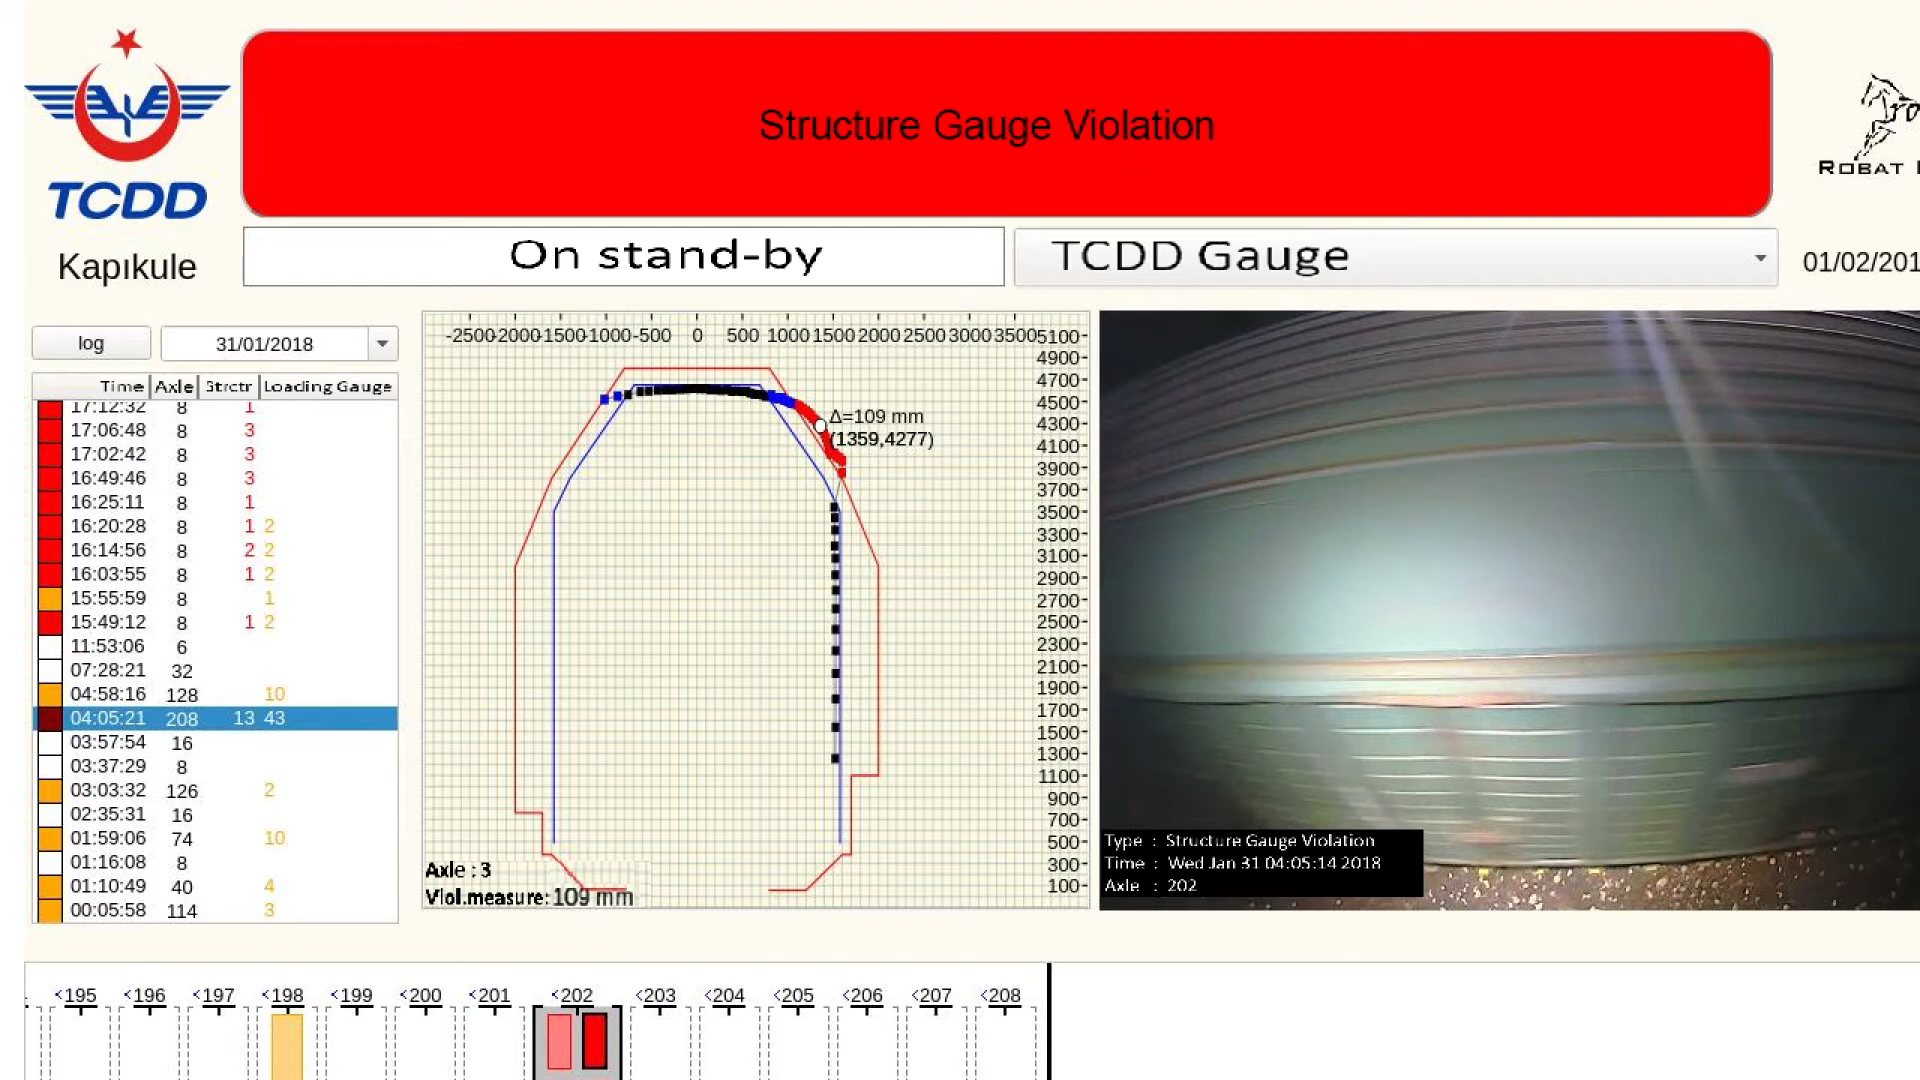 Structure Gauge Violation
TCDD
Kapıkule
ROBAT
On stand-by
TCDD Gauge
01/02/201
log
31/01/2018
Time Axle Strctr Loading Gauge
17:12:32 8 1
17:06:48 8 3
17:02:42 8 3
16:49:46 8 3
16:25:11 8 1
16:20:28 8 1 2
16:14:56 8 2 2
16:03:55 8 1 2
15:55:59 8 1
15:49:12 8 1 2
11:53:06 6
07:28:21 32
04:58:16 128 10
04:05:21 208 13 43
03:57:54 16
03:37:29 8
03:03:32 126 2
02:35:31 16
01:59:06 74 10
01:16:08 8
01:10:49 40 4
00:05:58 114 3
-2500 -2000 -1500 -1000 -500 0 500 1000 1500 2000 2500 3000 3500
5100
4900
4700
4500
4300
4100
3900
3700
3500
3300
3100
2900
2700
2500
2300
2100
1900
1700
1500
1300
1100
900
700
500
300
100
Δ=109 mm
(1359,4277)
Axle : 3
Viol.measure: 109 mm
Type : Structure Gauge Violation
Time : Wed Jan 31 04:05:14 2018
Axle : 202
<195 <196 <197 <198 <199 <200 <201 <202 <203 <204 <205 <206 <207 <208